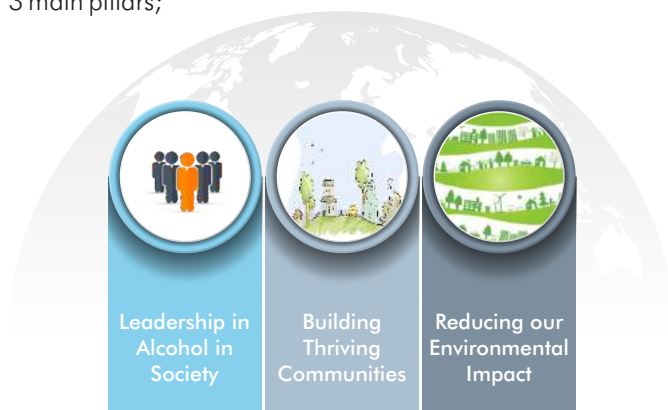 3 main pillars;
Leadership in
Alcohol in
Society
Building
Thriving
Communities
Reducing our
Environmental
Impact